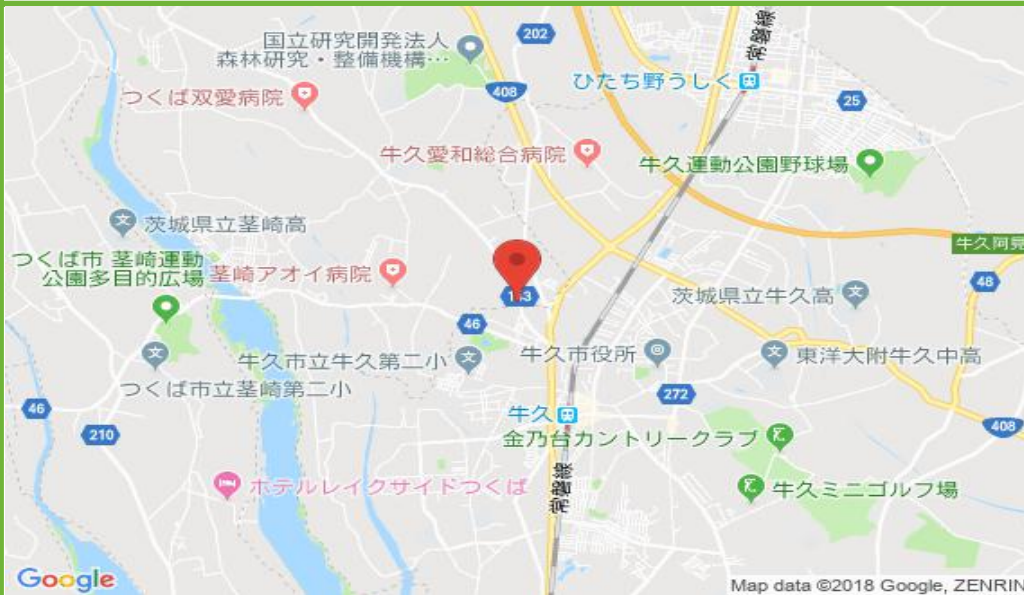 常磐線
202
国立研究開発法人
森林研究・整備機構…
ひたち野うしく
408
つくば双愛病院
25
牛久愛和総合病院
牛久運動公園野球場
茨城県立茎崎高
つくば市 茎崎運動
公園多目的広場
茎崎アオイ病院
牛久阿見
48
茨城県立牛久高
46
牛久市役所
牛久市立牛久第二小
東洋大附牛久中高
つくば市立茎崎第二小
272
46
牛久
408
210
金乃台カントリークラブ
ホテルレイクサイドつくば
常磐線
牛久ミニゴルフ場
Google
Map data ©2018 Google, ZENRIN